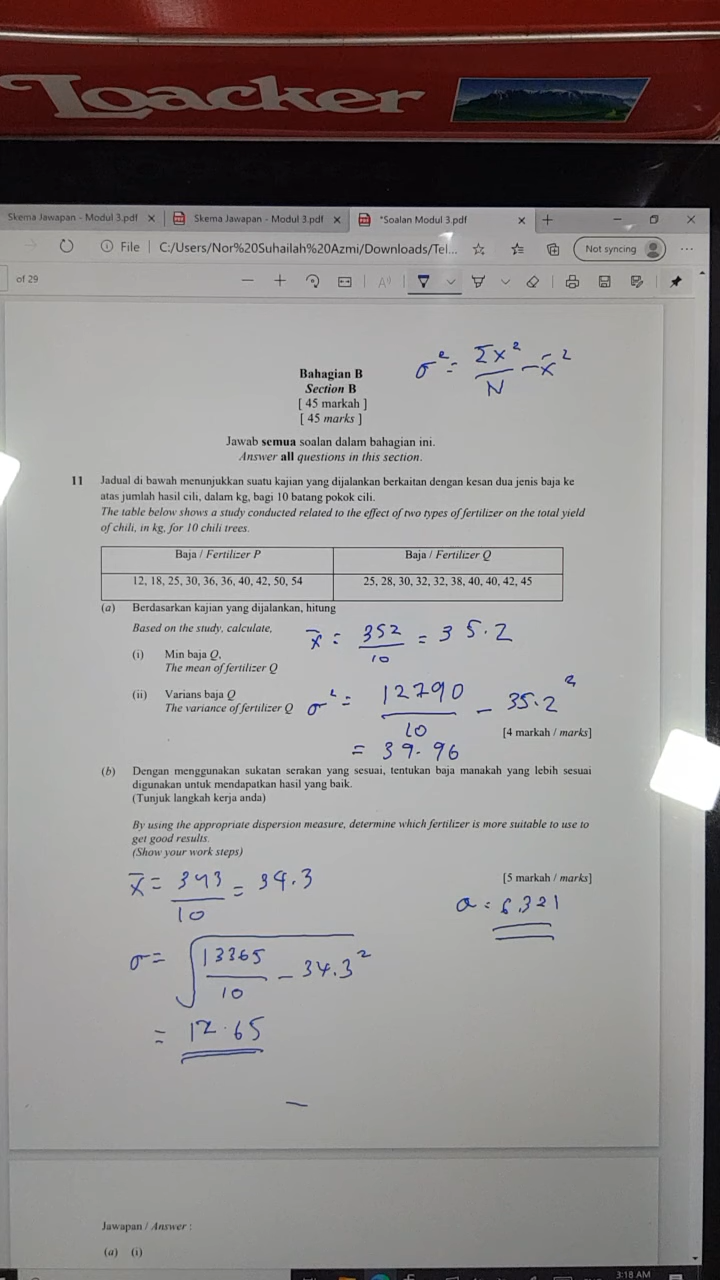 Loacker
Skema Jawapan - Modul 3.pdf Skema Jawapan - Modul 3.pdf *Soalan Modul 3.pdf
File C:/Users/Nor%20Suhailah%20Azmi/Downloads/Tel... Not syncing
of 29
σ² = Σx²/N - x̄²
Bahagian B
Section B
[ 45 markah ]
[ 45 marks ]
Jawab semua soalan dalam bahagian ini.
Answer all questions in this section.
11 Jadual di bawah menunjukkan suatu kajian yang dijalankan berkaitan dengan kesan dua jenis baja ke
atas jumlah hasil cili, dalam kg, bagi 10 batang pokok cili.
The table below shows a study conducted related to the effect of two types of fertilizer on the total yield
of chili, in kg, for 10 chili trees.
Baja / Fertilizer P Baja / Fertilizer Q
12, 18, 25, 30, 36, 36, 40, 42, 50, 54 25, 28, 30, 32, 32, 38, 40, 40, 42, 45
(a) Berdasarkan kajian yang dijalankan, hitung
Based on the study, calculate,
x̄ = 352/10 = 35.2
(i) Min baja Q,
The mean of fertilizer Q
(ii) Varians baja Q
The variance of fertilizer Q
σ² = 12790/10 - 35.2²
[4 markah / marks]
= 39.96
(b) Dengan menggunakan sukatan serakan yang sesuai, tentukan baja manakah yang lebih sesuai
digunakan untuk mendapatkan hasil yang baik.
(Tunjuk langkah kerja anda)
By using the appropriate dispersion measure, determine which fertilizer is more suitable to use to
get good results.
(Show your work steps)
[5 markah / marks]
x̄ = 343/10 = 34.3
σ = 6.321
σ = √13365/10 - 34.3²
= 12.65
Jawapan / Answer :
(a) (i)
3:18 AM